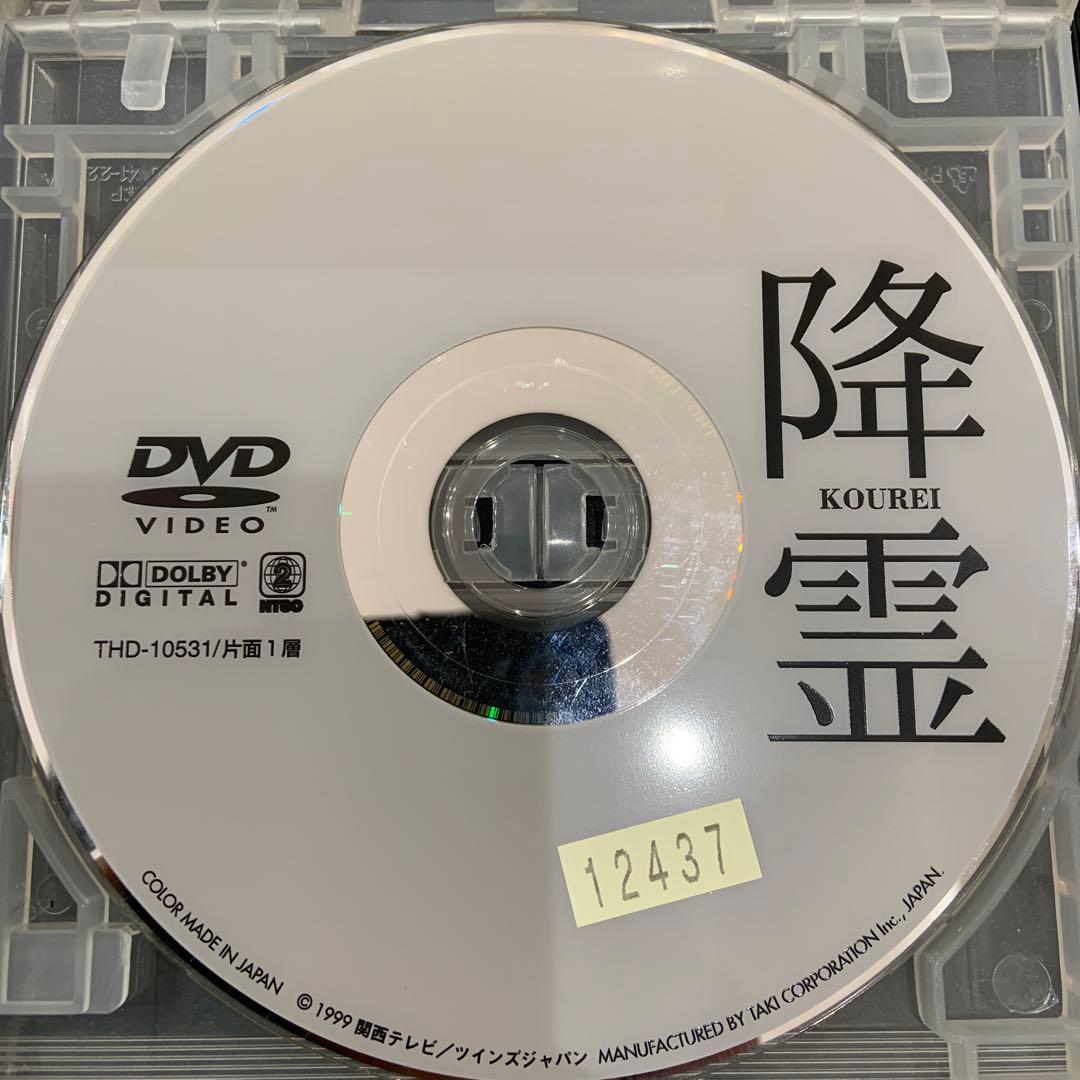 降
KOUREI
霊
DVD
VIDEO
DOLBY
DIGITAL
2
NTSC
THD-10531/片面1層
12437
COLOR MADE IN JAPAN
© 1999 関西テレビ/ツインズジャパン
MANUFACTURED BY TAKI CORPORATION Inc., JAPAN.